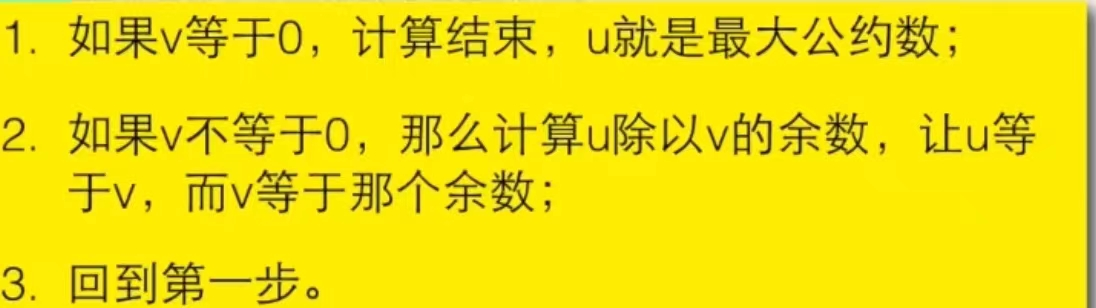 1. 如果v等于0，计算结束，u就是最大公约数；
2. 如果v不等于0，那么计算u除以v的余数，让u等
于v，而v等于那个余数；
3. 回到第一步。